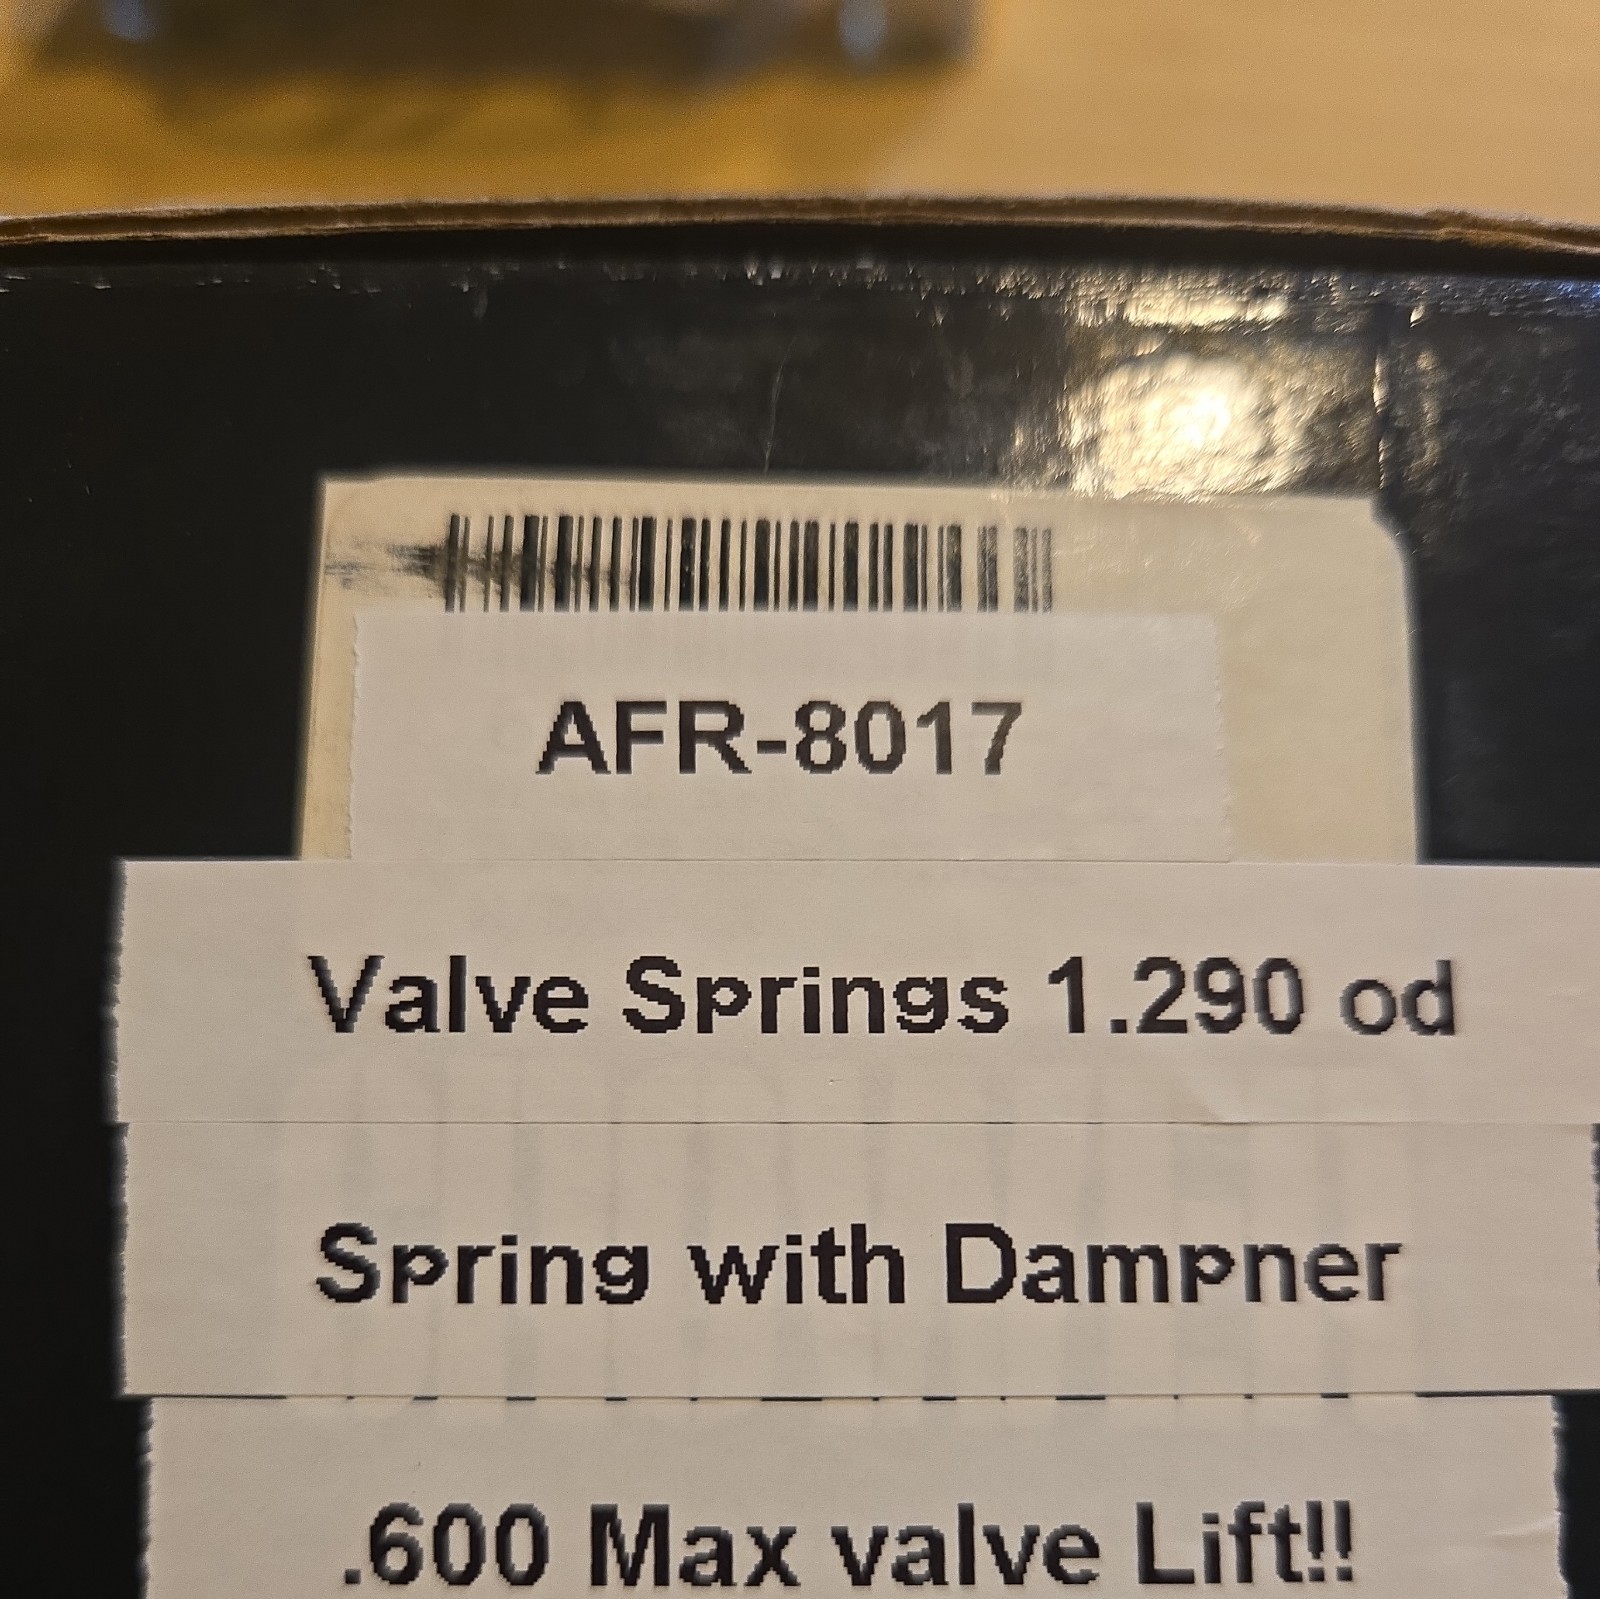 AFR-8017
Valve Springs 1.290 od
Spring with Dampner
.600 Max valve Lift!!